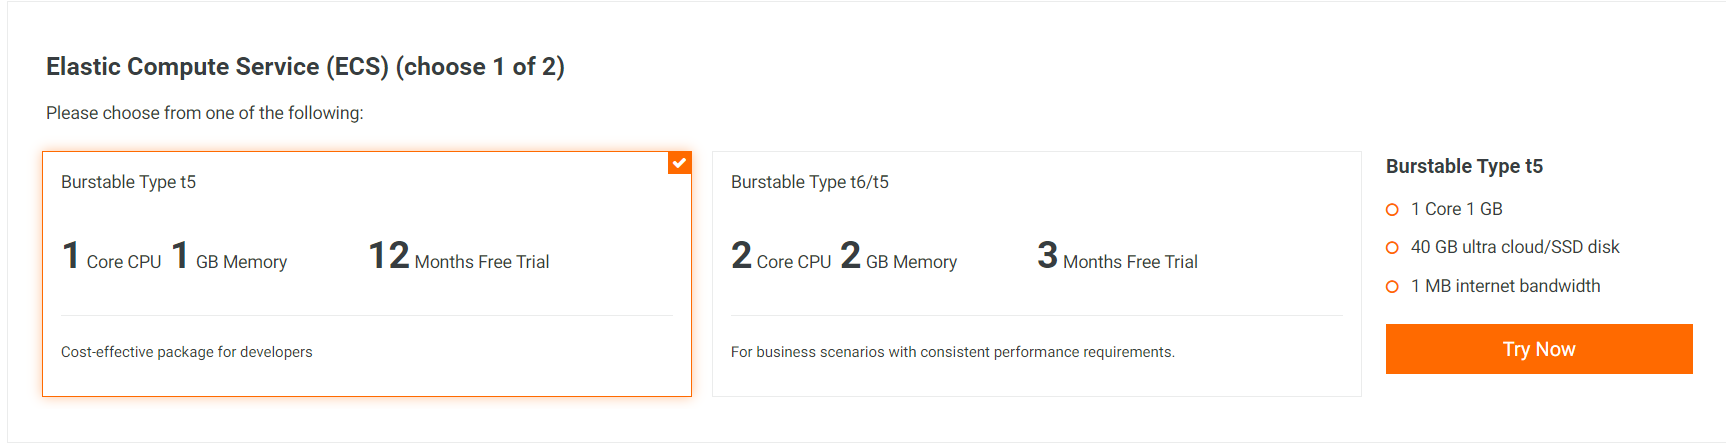 Elastic Compute Service (ECS) (choose 1 of 2)
Please choose from one of the following:
Burstable Type t5
1 Core CPU 1 GB Memory 12 Months Free Trial
Cost-effective package for developers
Burstable Type t6/t5
2 Core CPU 2 GB Memory 3 Months Free Trial
For business scenarios with consistent performance requirements.
Burstable Type t5
1 Core 1 GB
40 GB ultra cloud/SSD disk
1 MB internet bandwidth
Try Now